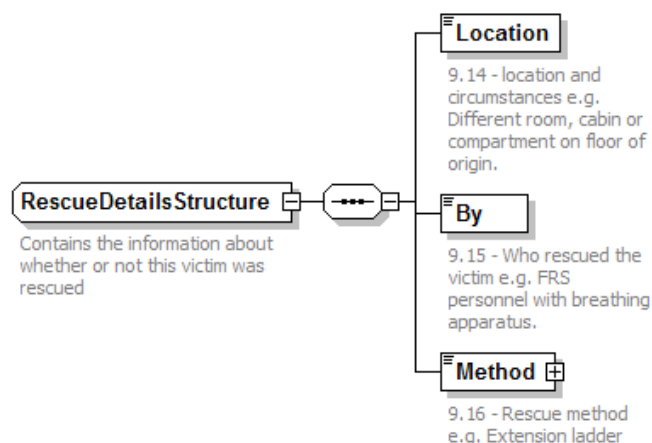 Location
9.14 - location and
circumstances e.g.
Different room, cabin or
compartment on floor of
origin.
RescueDetailsStructure
Contains the information about
whether or not this victim was
rescued
By
9.15 - Who rescued the
victim e.g. FRS
personnel with breathing
apparatus.
Method
9.16 - Rescue method
e.g. Extension ladder